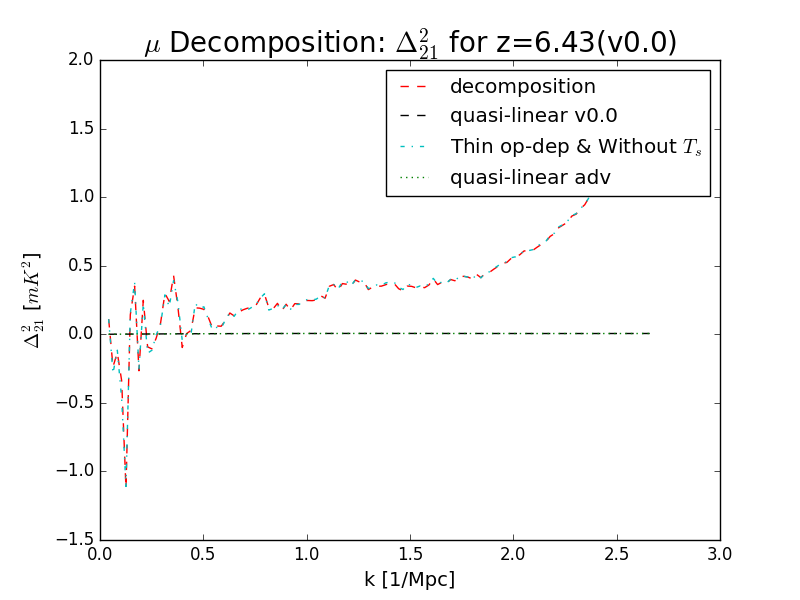 μ Decomposition: Δ²₂₁ for z=6.43(v0.0)
2.0
1.5
1.0
0.5
0.0
−0.5
−1.0
−1.5
Δ²₂₁ [mK²]
decomposition
quasi-linear v0.0
Thin op-dep & Without Tₛ
quasi-linear adv
0.0 0.5 1.0 1.5 2.0 2.5 3.0
k [1/Mpc]